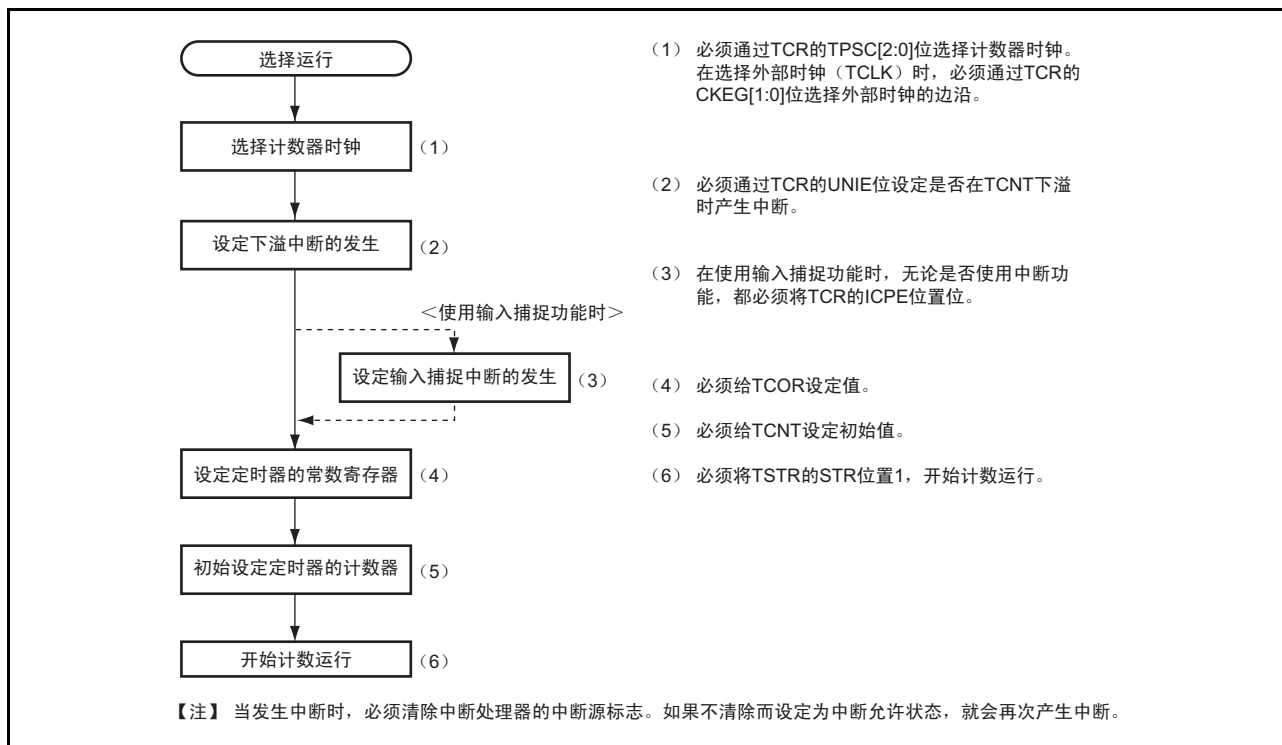 选择运行
选择计数器时钟 (1)
设定下溢中断的发生 (2)
＜使用输入捕捉功能时＞
设定输入捕捉中断的发生 (3)
设定定时器的常数寄存器 (4)
初始设定定时器的计数器 (5)
开始计数运行 (6)
(1) 必须通过TCR的TPSC[2:0]位选择计数器时钟。
在选择外部时钟（TCLK）时，必须通过TCR的
CKEG[1:0]位选择外部时钟的边沿。
(2) 必须通过TCR的UNIE位设定是否在TCNT下溢
时产生中断。
(3) 在使用输入捕捉功能时，无论是否使用中断功
能，都必须将TCR的ICPE位置位。
(4) 必须给TCOR设定值。
(5) 必须给TCNT设定初始值。
(6) 必须将TSTR的STR位置1，开始计数运行。
【注】 当发生中断时，必须清除中断处理器的中断源标志。如果不清除而设定为中断允许状态，就会再次产生中断。